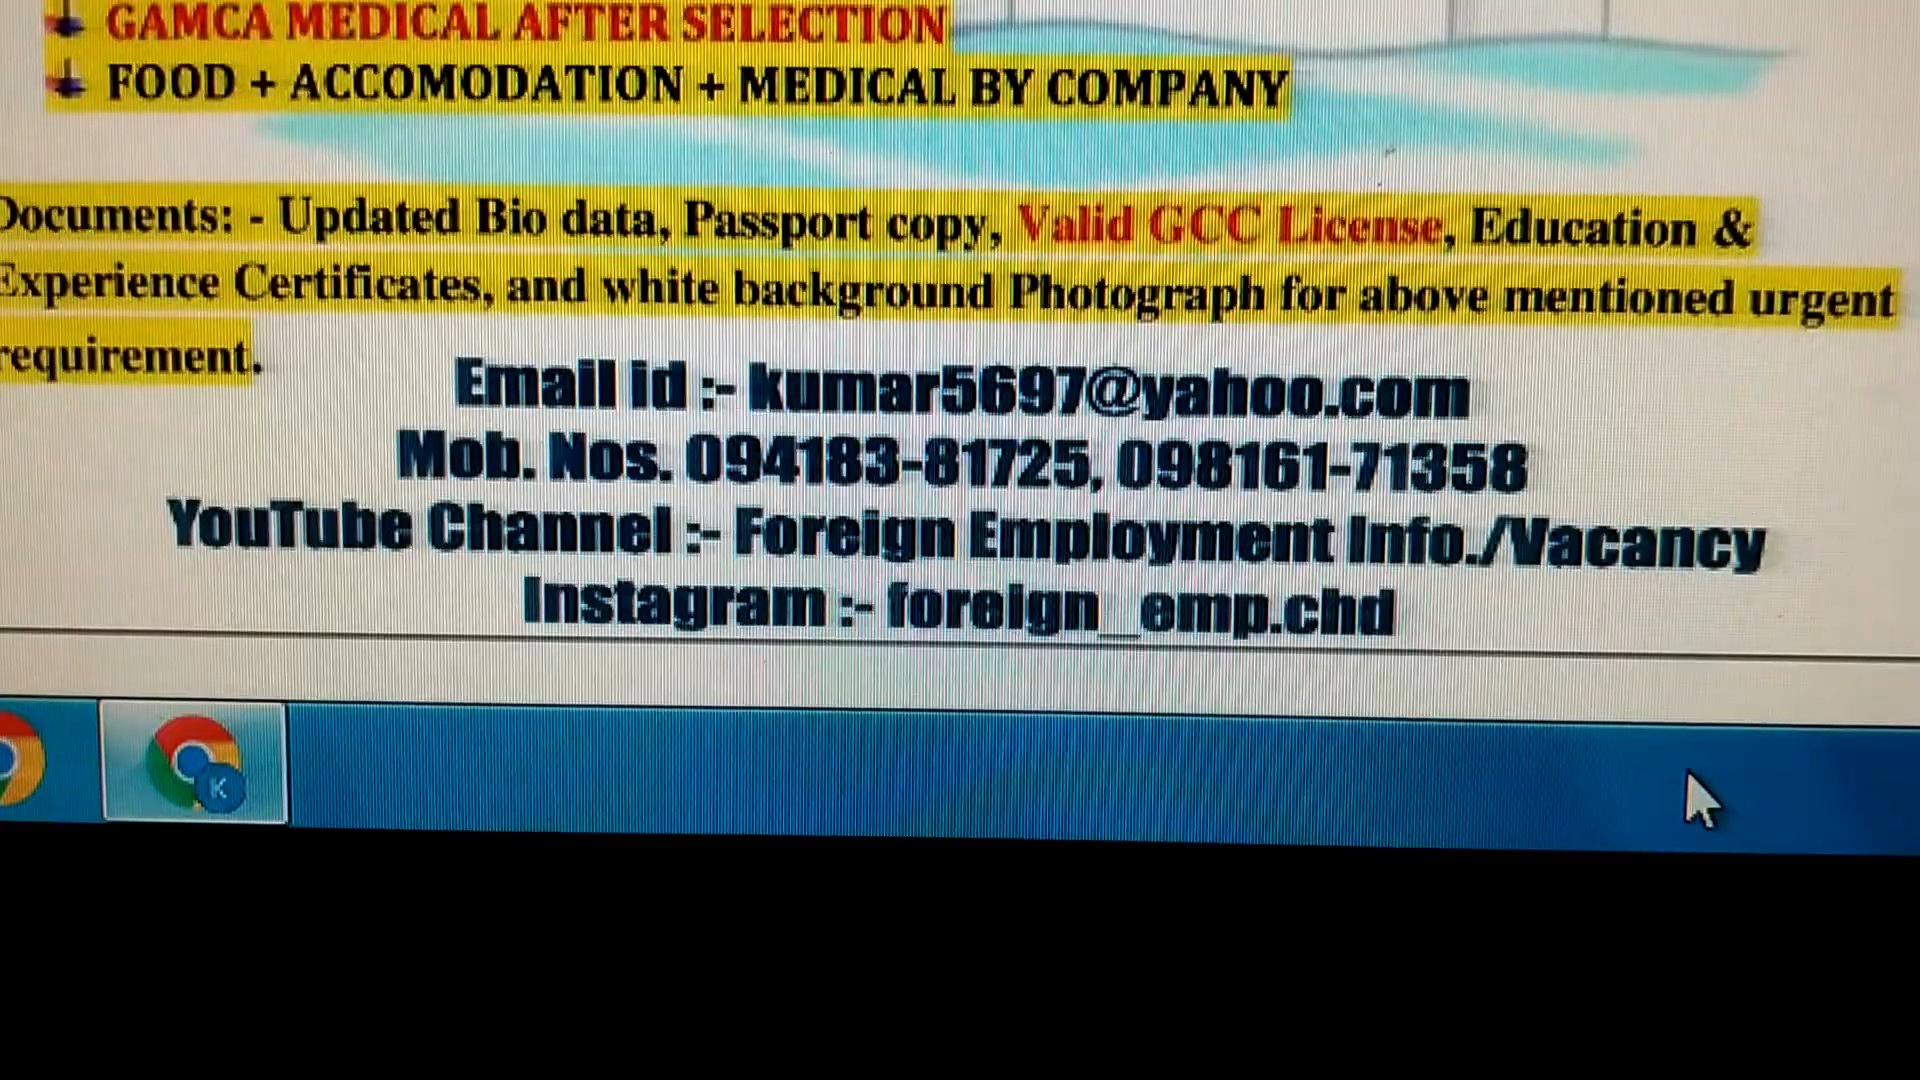 GAMCA MEDICAL AFTER SELECTION
FOOD + ACCOMODATION + MEDICAL BY COMPANY
Documents: - Updated Bio data, Passport copy, Valid GCC License, Education &
Experience Certificates, and white background Photograph for above mentioned urgent
requirement.
Email id :- kumar5697@yahoo.com
Mob. Nos. 094183-81725, 098161-71358
YouTube Channel :- Foreign Employment Info./Vacancy
Instagram :- foreign_emp.chd
K